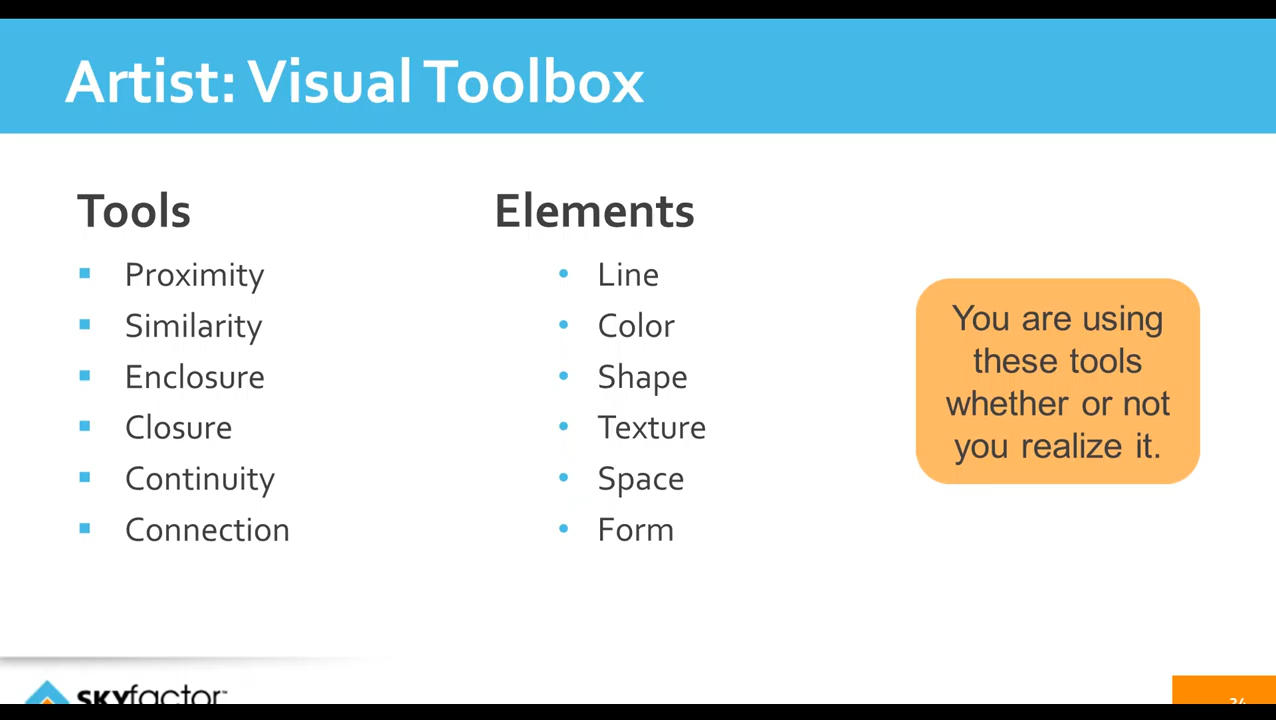 Artist: Visual Toolbox
Tools
Proximity
Similarity
Enclosure
Closure
Continuity
Connection
Elements
Line
Color
Shape
Texture
Space
Form
You are using
these tools
whether or not
you realize it.
SKYfactor™